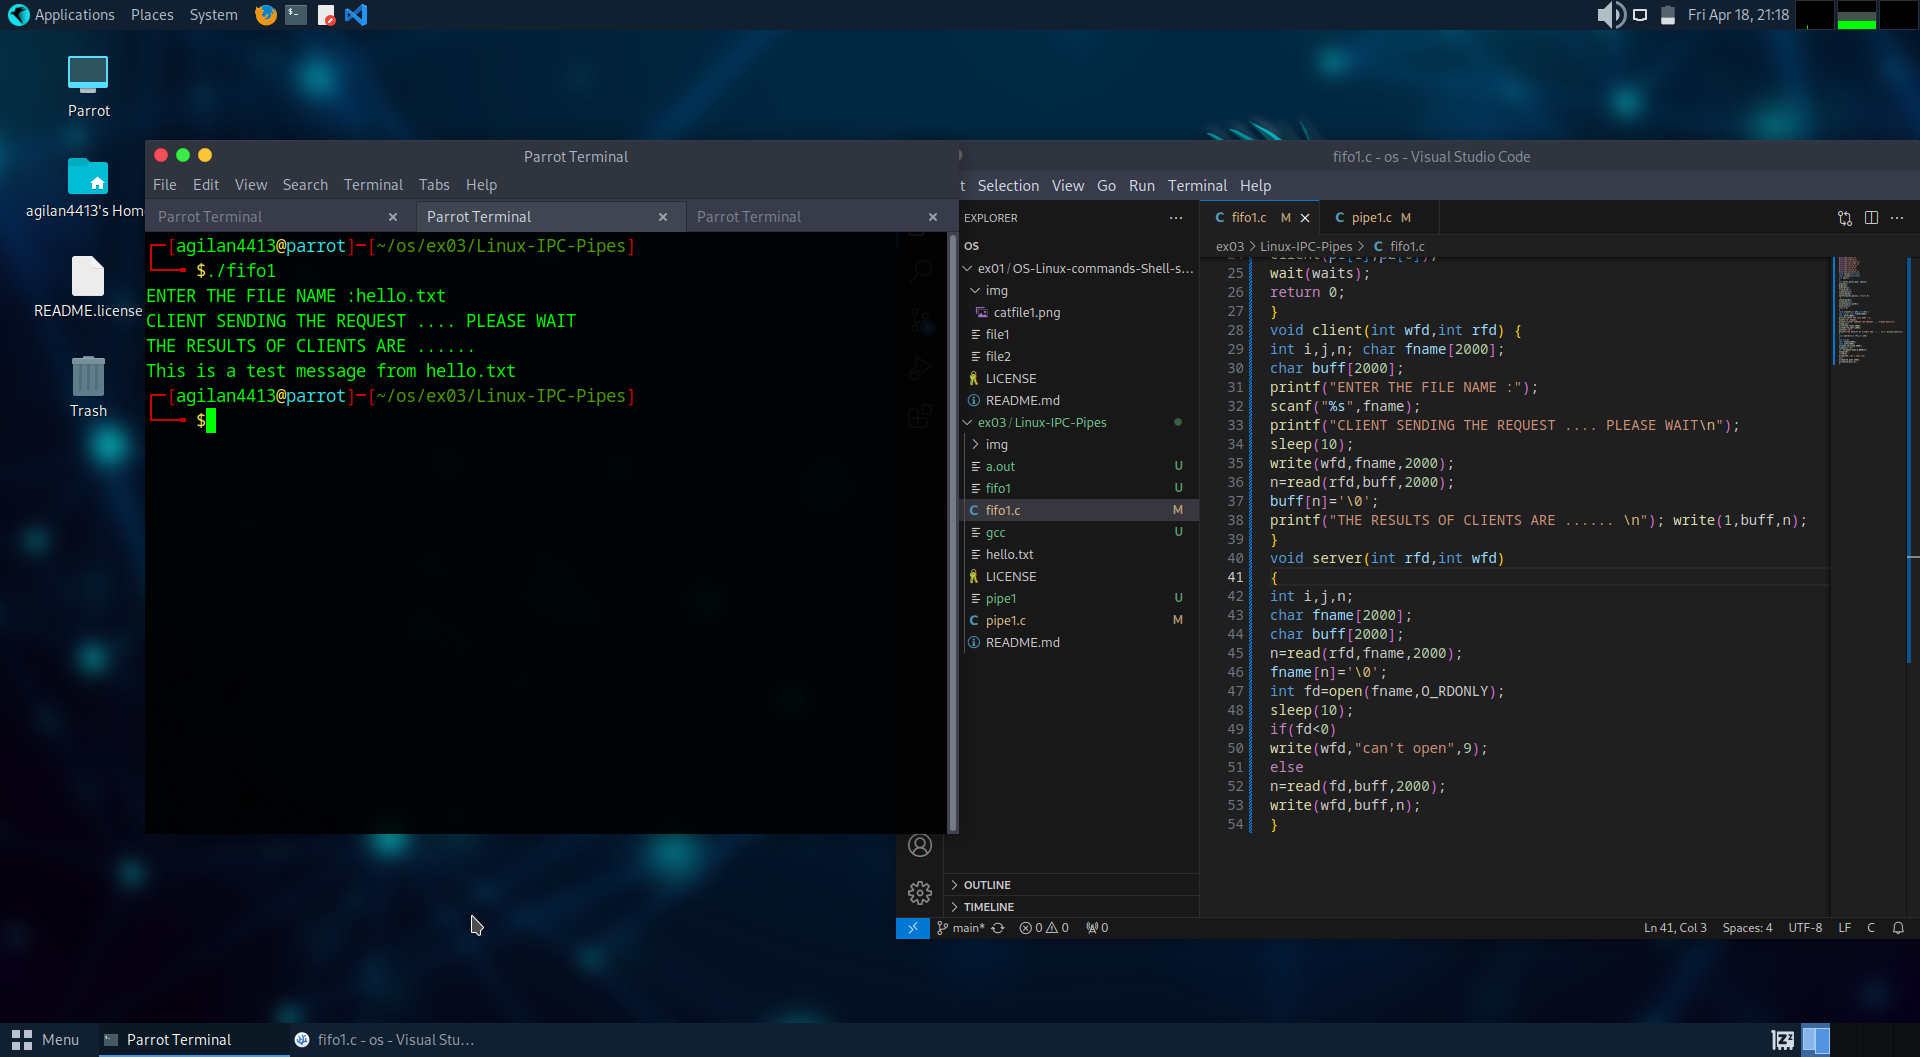 Applications Places System
Fri Apr 18, 21:18
Parrot
agilan4413's Hom
README.license
Trash
Parrot Terminal
File Edit View Search Terminal Tabs Help
Parrot Terminal × Parrot Terminal × Parrot Terminal ×
[agilan4413@parrot]─[~/os/ex03/Linux-IPC-Pipes]
$./fifo1
ENTER THE FILE NAME :hello.txt
CLIENT SENDING THE REQUEST .... PLEASE WAIT
THE RESULTS OF CLIENTS ARE ......
This is a test message from hello.txt
[agilan4413@parrot]─[~/os/ex03/Linux-IPC-Pipes]
$
fifo1.c - os - Visual Studio Code
t Selection View Go Run Terminal Help
EXPLORER
OS
ex01/OS-Linux-commands-Shell-s...
img
catfile1.png
file1
file2
LICENSE
README.md
ex03/Linux-IPC-Pipes
img
a.out U
fifo1 U
fifo1.c M
gcc U
hello.txt
LICENSE
pipe1 U
pipe1.c M
README.md
OUTLINE
TIMELINE
C fifo1.c M × C pipe1.c M
ex03 > Linux-IPC-Pipes > C fifo1.c
25 wait(waits);
26 return 0;
27 }
28 void client(int wfd,int rfd) {
29 int i,j,n; char fname[2000];
30 char buff[2000];
31 printf("ENTER THE FILE NAME :");
32 scanf("%s",fname);
33 printf("CLIENT SENDING THE REQUEST .... PLEASE WAIT\n");
34 sleep(10);
35 write(wfd,fname,2000);
36 n=read(rfd,buff,2000);
37 buff[n]='\0';
38 printf("THE RESULTS OF CLIENTS ARE ...... \n"); write(1,buff,n);
39 }
40 void server(int rfd,int wfd)
41 {
42 int i,j,n;
43 char fname[2000];
44 char buff[2000];
45 n=read(rfd,fname,2000);
46 fname[n]='\0';
47 int fd=open(fname,O_RDONLY);
48 sleep(10);
49 if(fd<0)
50 write(wfd,"can't open",9);
51 else
52 n=read(fd,buff,2000);
53 write(wfd,buff,n);
54 }
main* 0 0 0
Ln 41, Col 3 Spaces: 4 UTF-8 LF C
Menu Parrot Terminal fifo1.c - os - Visual Stu...